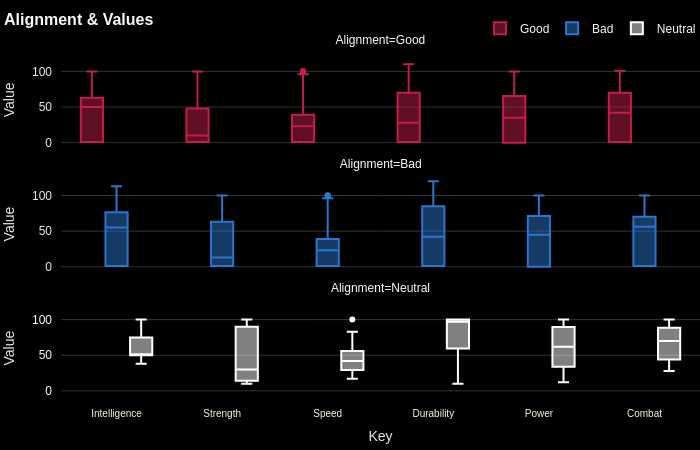 Alignment & Values
Good Bad Neutral
Alignment=Good
Value
100
50
0
Alignment=Bad
Value
100
50
0
Alignment=Neutral
Value
100
50
0
Intelligence Strength Speed Durability Power Combat
Key